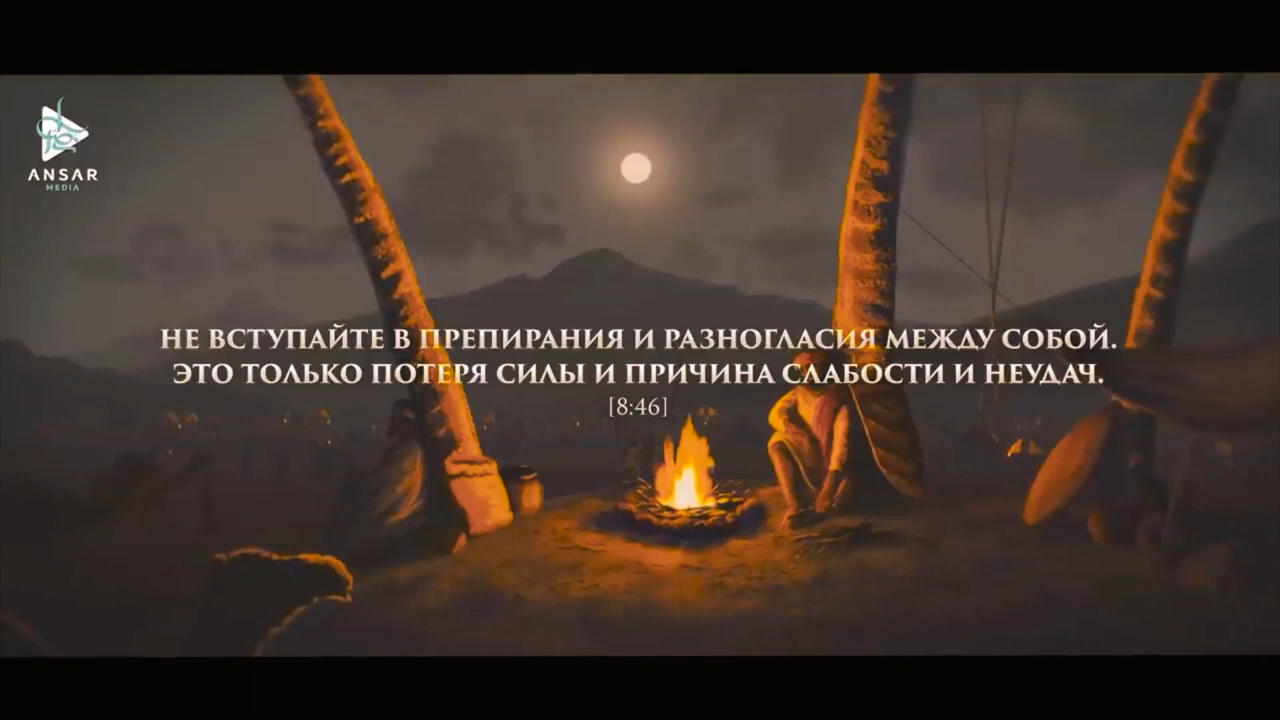 ANSAR
MEDIA
НЕ ВСТУПАЙТЕ В ПРЕПИРАНИЯ И РАЗНОГЛАСИЯ МЕЖДУ СОБОЙ.
ЭТО ТОЛЬКО ПОТЕРЯ СИЛЫ И ПРИЧИНА СЛАБОСТИ И НЕУДАЧ.
[8:46]